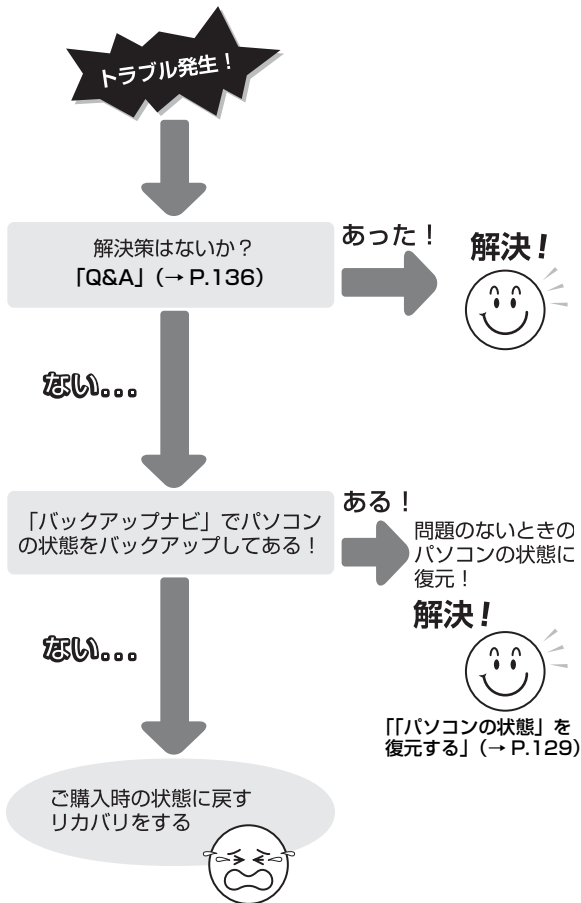 トラブル発生！
解決策はないか？
「Q&A」（→ P.136）
あった！
解決！
ない...
「バックアップナビ」でパソコン
の状態をバックアップしてある！
ある！
問題のないときの
パソコンの状態に
復元！
解決！
「「パソコンの状態」を
復元する」（→ P.129）
ない...
ご購入時の状態に戻す
リカバリをする